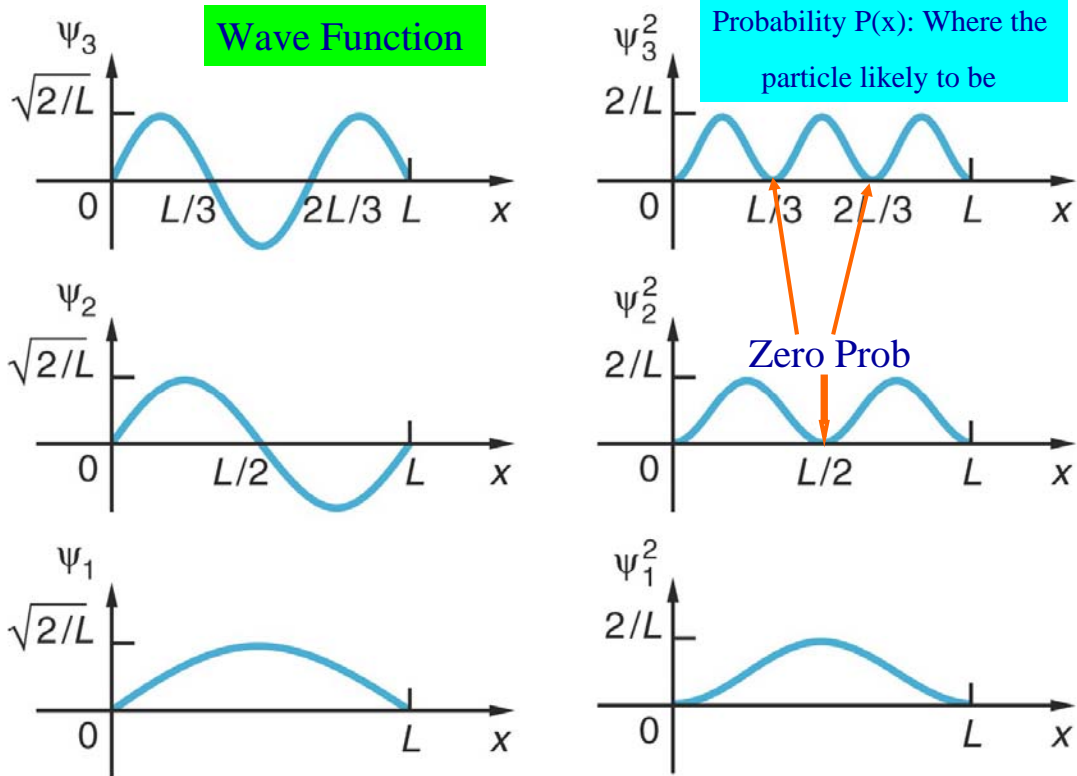 Wave Function
Probability P(x): Where the
particle likely to be
ψ₃
√2/L
0
L/3
2L/3
L
x
ψ₃²
2/L
0
L/3
2L/3
L
x
ψ₂
√2/L
0
L/2
L
x
ψ₂²
2/L
Zero Prob
0
L/2
L
x
ψ₁
√2/L
0
L
x
ψ₁²
2/L
0
L
x